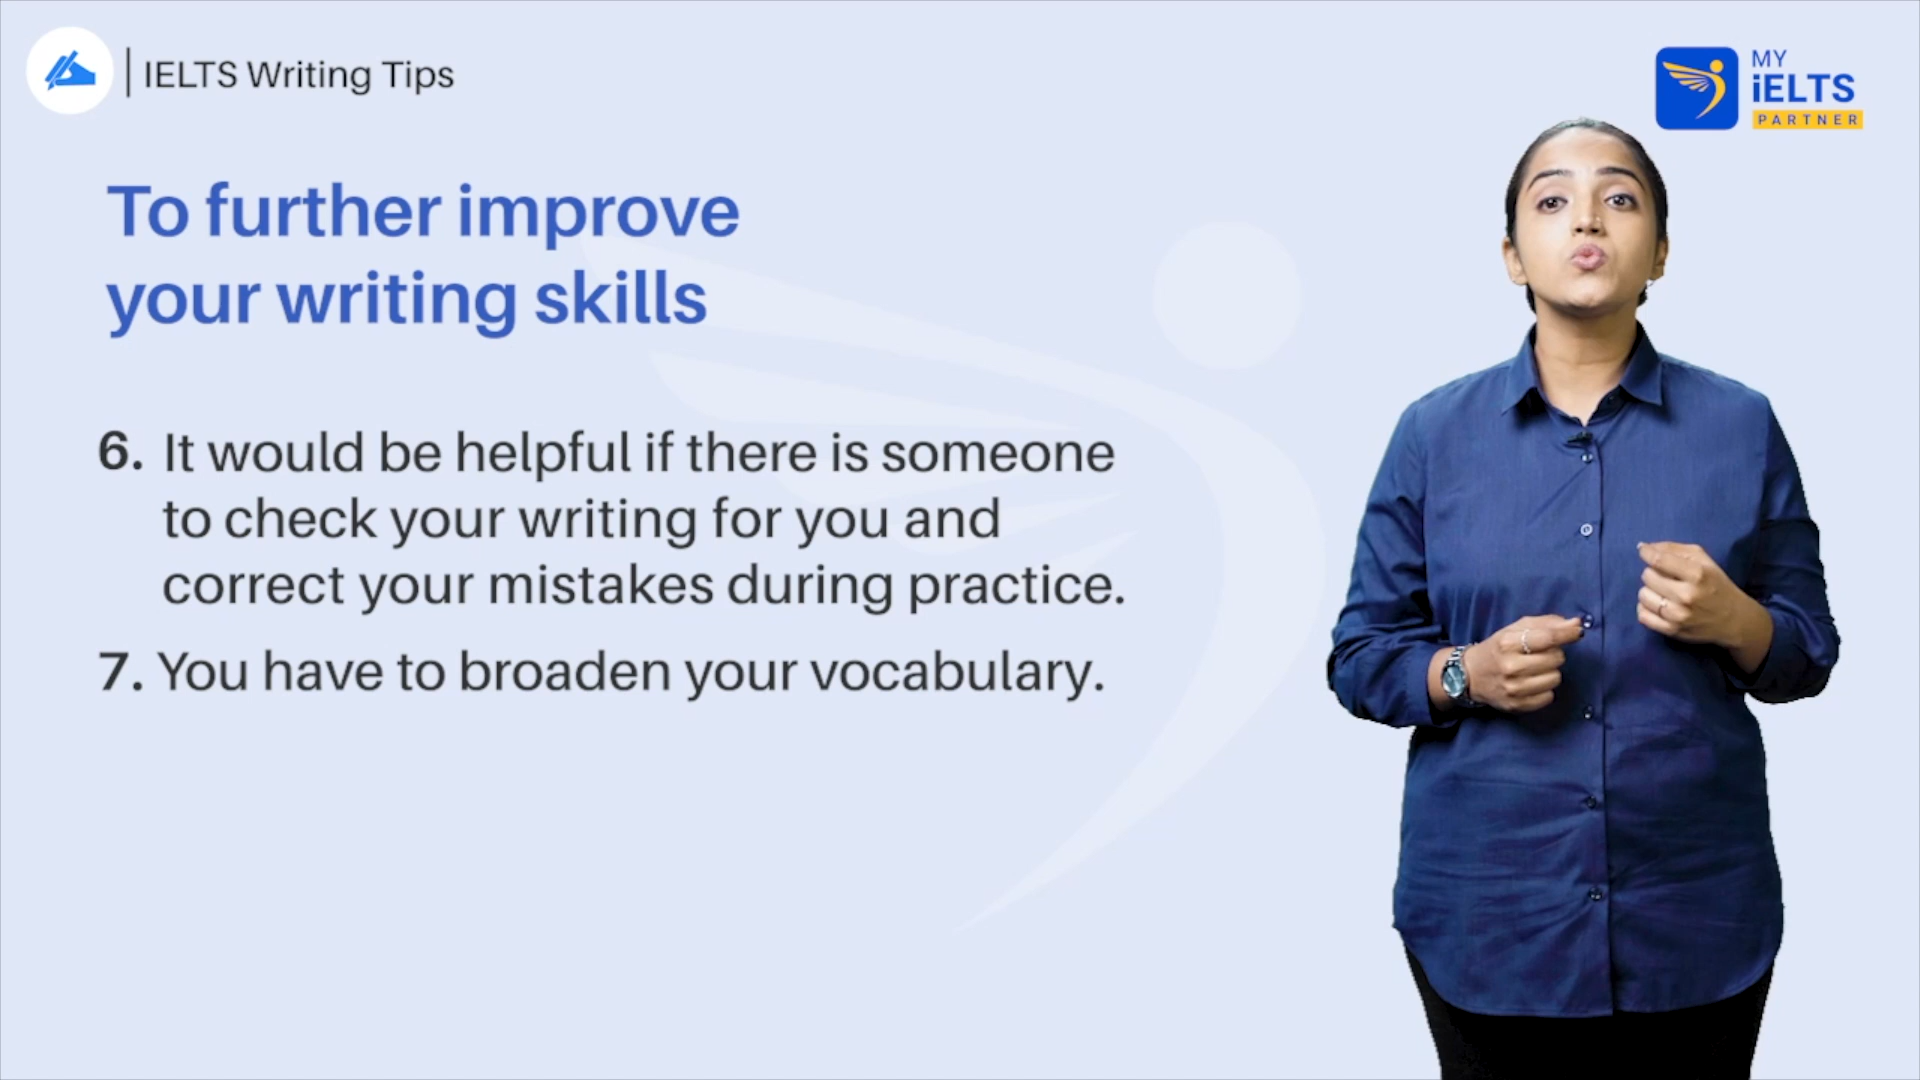 IELTS Writing Tips
MY
iELTS
PARTNER
To further improve
your writing skills
6. It would be helpful if there is someone
to check your writing for you and
correct your mistakes during practice.
7. You have to broaden your vocabulary.